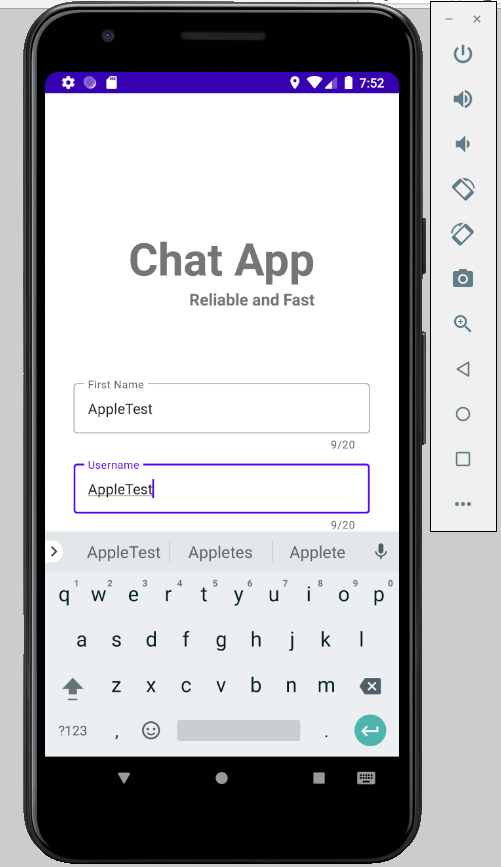 7:52
Chat App
Reliable and Fast
First Name
AppleTest
9/20
Username
AppleTest
9/20
AppleTest Appletes Applete
1 2 3 4 5 6 7 8 9 0
q w e r t y u i o p
a s d f g h j k l
z x c v b n m
?123 , .